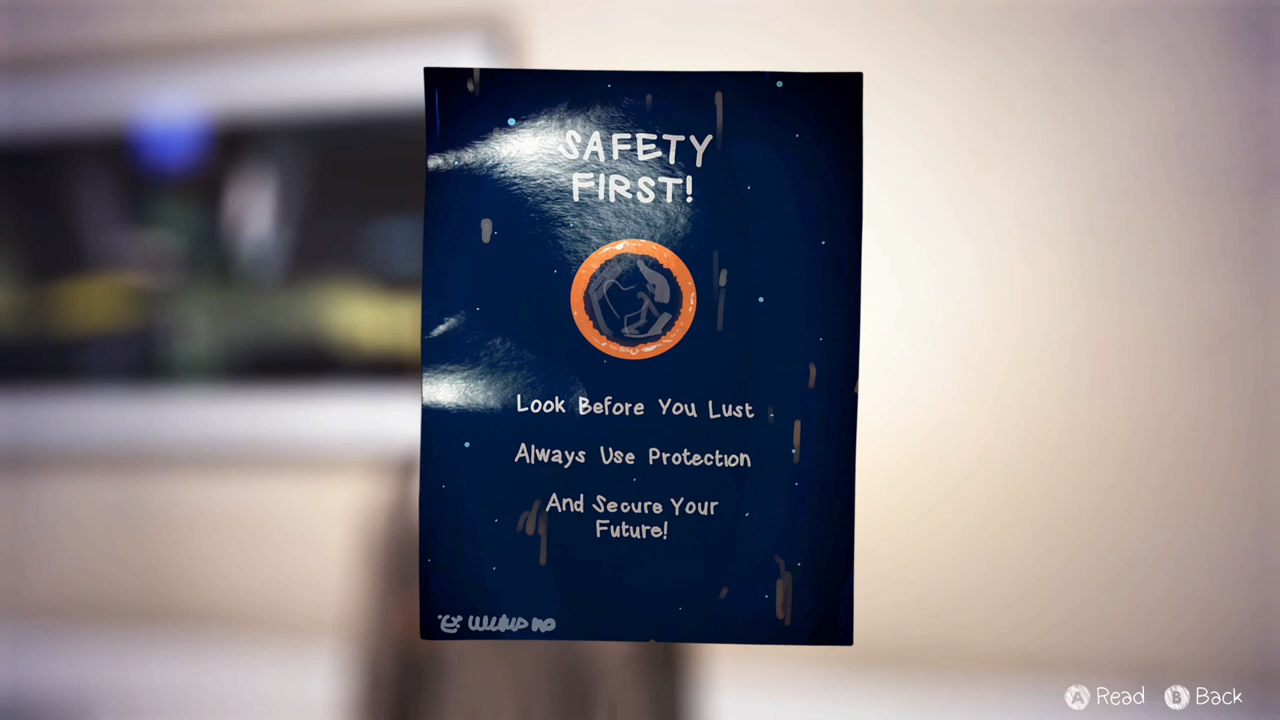 SAFETY
FIRST!
Look Before You Lust
Always Use Protection
And Secure Your
Future!
A Read B Back